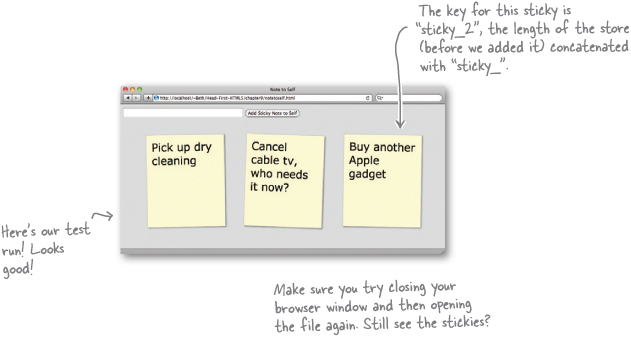 The key for this sticky is
“sticky_2”, the length of the store
(before we added it) concatenated
with “sticky_”.
Note to Self
http://localhost/~Beth/Head-First-HTML5/chapter9/notetoself.html
Add Sticky Note to Self
Pick up dry
cleaning
Cancel
cable tv,
who needs
it now?
Buy another
Apple
gadget
Here's our test
run! Looks
good!
Make sure you try closing your
browser window and then opening
the file again. Still see the stickies?